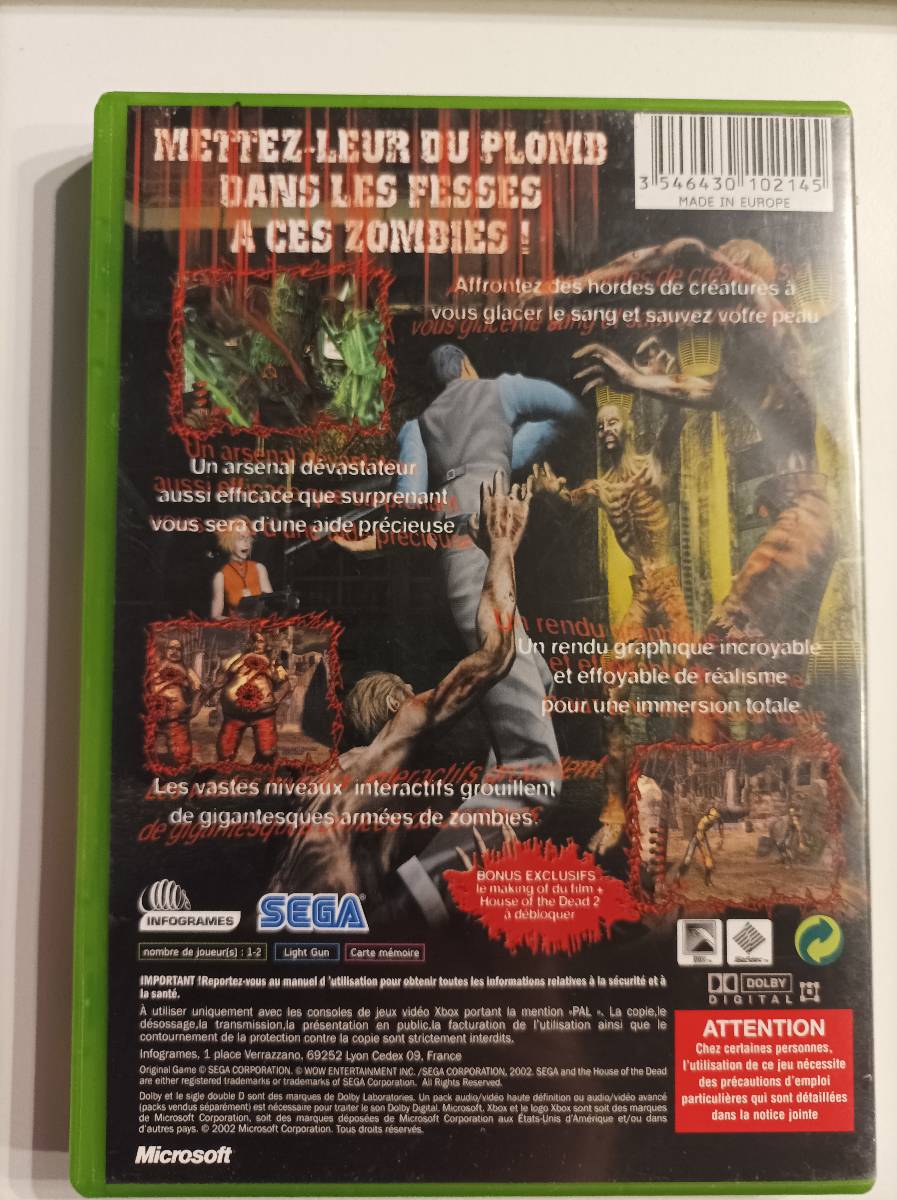 METTEZ-LEUR DU PLOMB
DANS LES FESSES
A CES ZOMBIES !
3 546430 102145
MADE IN EUROPE
Affrontez des hordes de créatures à
vous glacer le sang et sauvez votre peau
Un arsenal dévastateur
aussi efficace que surprenant
vous sera d'une aide précieuse
Un rendu graphique incroyable
et effoyable de réalisme
pour une immersion totale
Les vastes niveaux interactifs grouillent
de gigantesques armées de zombies
BONUS EXCLUSIFS
le making of du film +
House of the Dead 2
à débloquer
INFOGRAMES
SEGA
nombre de joueur(s) : 1-2
Light Gun
Carte mémoire
DOLBY
DIGITAL
IMPORTANT !Reportez-vous au manuel d 'utilisation pour obtenir toutes les informations relatives à la sécurité et à
la santé.
À utiliser uniquement avec les consoles de jeux vidéo Xbox portant la mention «PAL ». La copie,le
désossage,la transmission,la présentation en public,la facturation de l'utilisation ainsi que le
contournement de la protection contre la copie sont strictement interdits.
Infogrames, 1 place Verrazzano, 69252 Lyon Cedex 09, France
Original Game © SEGA CORPORATION. © WOW ENTERTAINMENT INC. /SEGA CORPORATION, 2002. SEGA and the House of the Dead
are either registered trademarks or trademarks of SEGA Corporation. All Rights Reserved.
Dolby et le sigle double D sont des marques de Dolby Laboratories. Un pack audio/vidéo haute définition ou audio/vidéo avancé
(packs vendus séparément) est nécessaire pour traiter le son Dolby Digital. Microsoft, Xbox et le logo Xbox sont soit des marques
de Microsoft Corporation, soit des marques déposées de Microsoft Corporation aux États-Unis d'Amérique et/ou dans
d'autres pays. © 2002 Microsoft Corporation. Tous droits réservés.
ATTENTION
Chez certaines personnes,
l'utilisation de ce jeu nécessite
des précautions d'emploi
particulières qui sont détaillées
dans la notice jointe
Microsoft